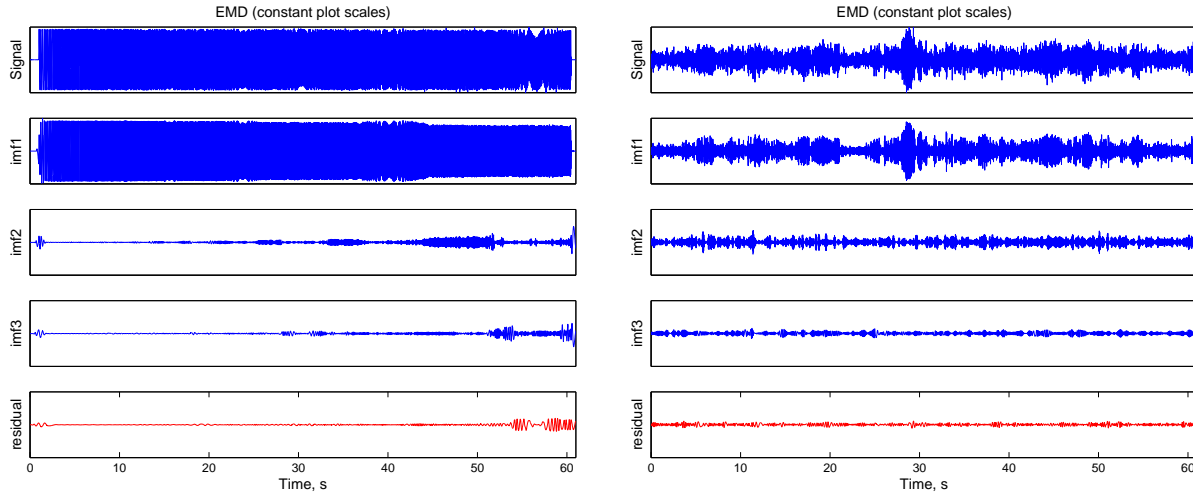 EMD (constant plot scales)
Signal
imf1
imf2
imf3
residual
0 10 20 30 40 50 60
Time, s
EMD (constant plot scales)
Signal
imf1
imf2
imf3
residual
0 10 20 30 40 50 60
Time, s